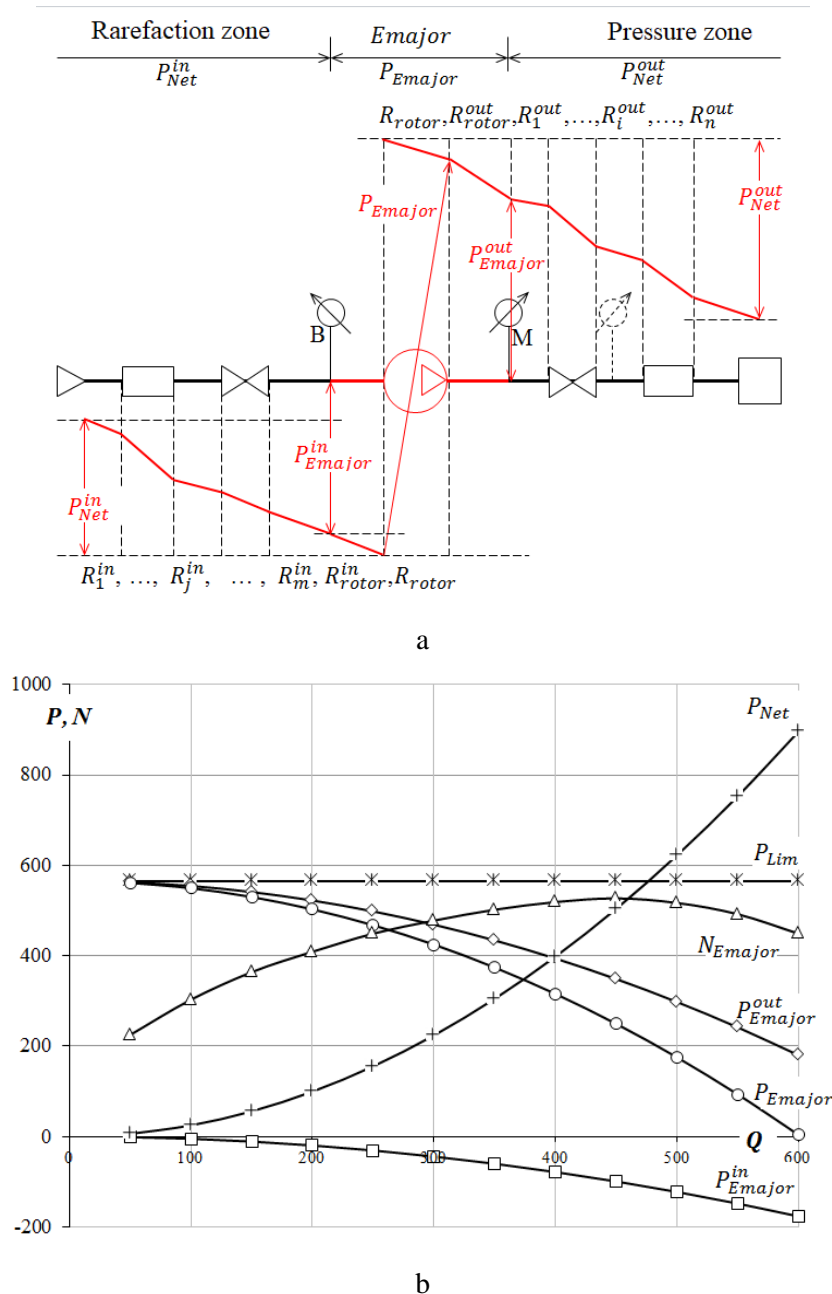 Rarefaction zone Emajor Pressure zone
P_Net^in P_Emajor P_Net^out
R_rotor, R_rotor^out, R_1^out, ..., R_i^out, ..., R_n^out
P_Emajor P_Net^out
P_Emajor^out
B M
P_Emajor^in
P_Net^in
R_1^in, ..., R_j^in, ... , R_m^in, R_rotor^in, R_rotor
a
1000
P, N P_Net
800
P_Lim
600
N_Emajor
400
P_Emajor^out
200
P_Emajor
0 Q
0 100 200 300 400 500 600
P_Emajor^in
-200
b